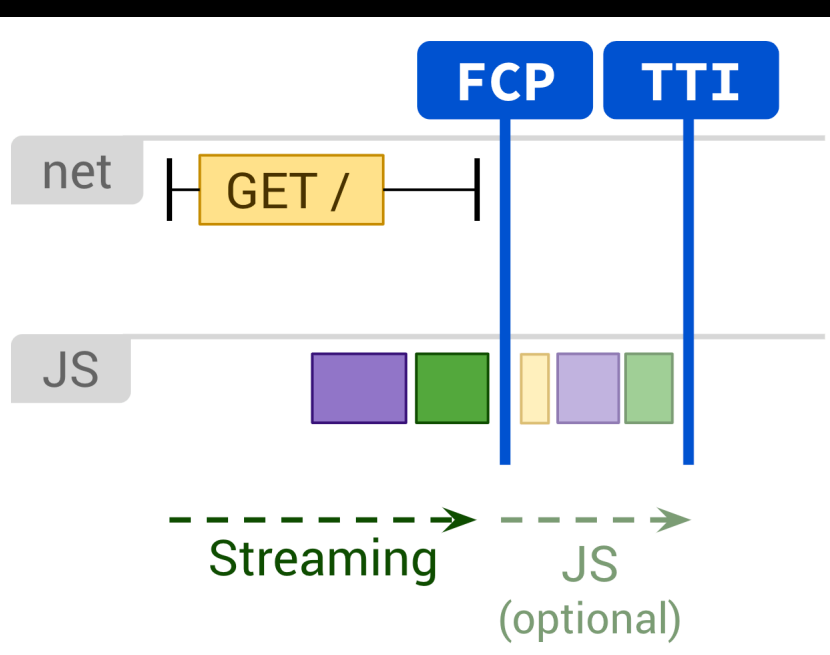 FCP TTI
net
GET /
JS
Streaming
JS
(optional)